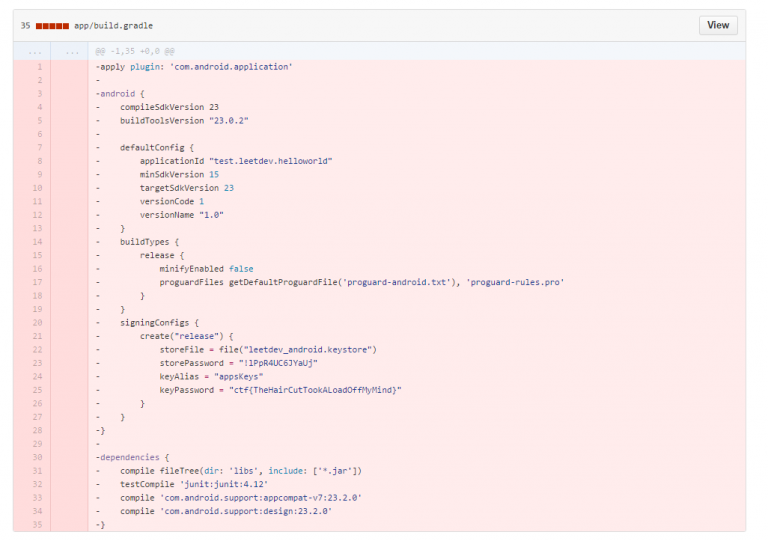 35 app/build.gradle View
... ... @@ -1,35 +0,0 @@
1 -apply plugin: 'com.android.application'
2 -
3 -android {
4 - compileSdkVersion 23
5 - buildToolsVersion "23.0.2"
6 -
7 - defaultConfig {
8 - applicationId "test.leetdev.helloworld"
9 - minSdkVersion 15
10 - targetSdkVersion 23
11 - versionCode 1
12 - versionName "1.0"
13 - }
14 - buildTypes {
15 - release {
16 - minifyEnabled false
17 - proguardFiles getDefaultProguardFile('proguard-android.txt'), 'proguard-rules.pro'
18 - }
19 - }
20 - signingConfigs {
21 - create("release") {
22 - storeFile = file("leetdev_android.keystore")
23 - storePassword = "!lPpR4UC6JYaUj"
24 - keyAlias = "appsKeys"
25 - keyPassword = "ctf{TheHairCutTookALoadOffMyMind}"
26 - }
27 - }
28 -}
29 -
30 -dependencies {
31 - compile fileTree(dir: 'libs', include: ['*.jar'])
32 - testCompile 'junit:junit:4.12'
33 - compile 'com.android.support:appcompat-v7:23.2.0'
34 - compile 'com.android.support:design:23.2.0'
35 -}